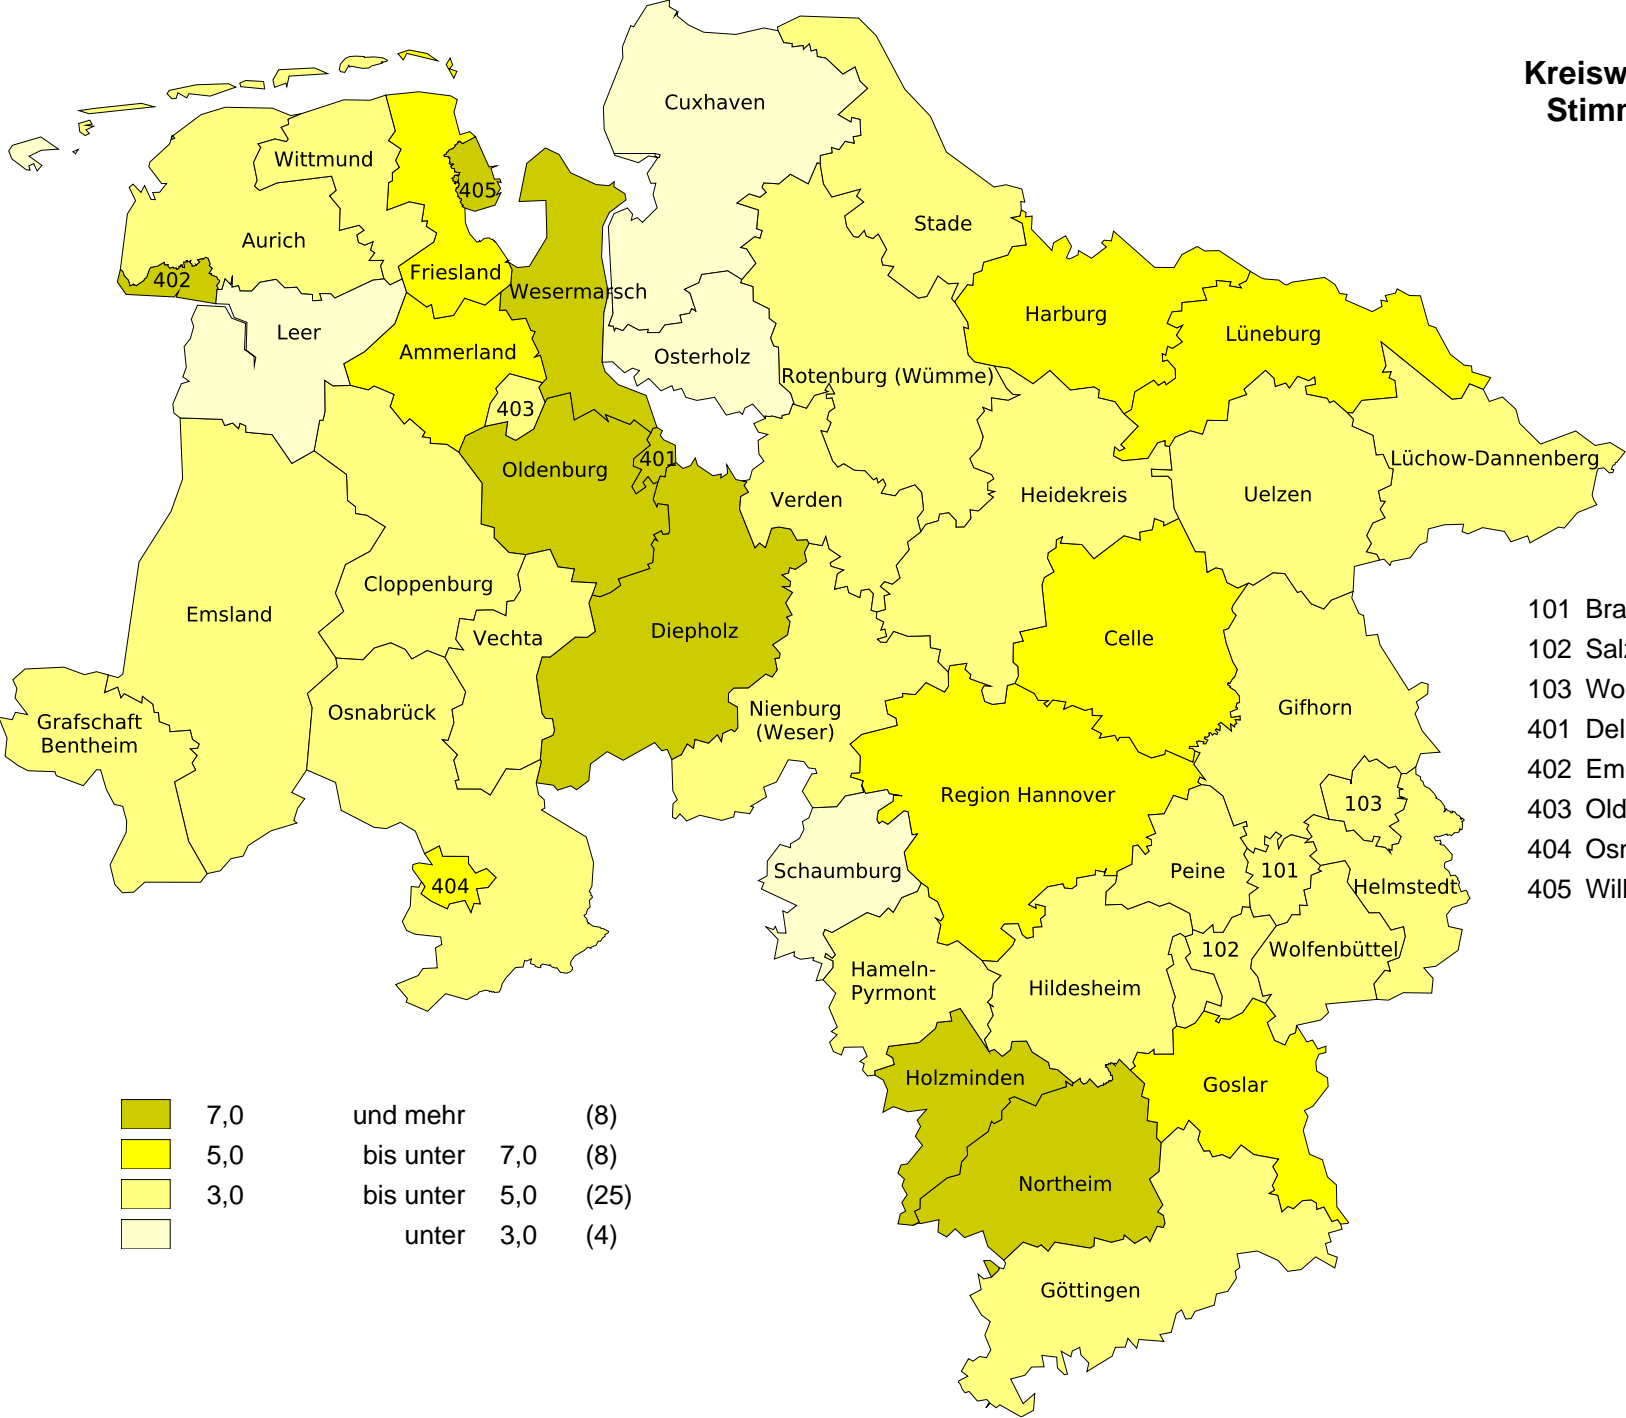 Kreisw
Stimm
Cuxhaven
Wittmund
405
Stade
Aurich
Friesland
402
Wesermarsch
Harburg
Leer
Lüneburg
Ammerland
Osterholz
Rotenburg (Wümme)
403
401
Lüchow-Dannenberg
Oldenburg
Verden
Heidekreis
Uelzen
Cloppenburg
Emsland
Vechta
Diepholz
Celle
Osnabrück
Nienburg
(Weser)
Gifhorn
Grafschaft
Bentheim
Region Hannover
103
Schaumburg
Peine
101
Helmstedt
404
102
Wolfenbüttel
Hameln-
Pyrmont
Hildesheim
Holzminden
Goslar
Northeim
Göttingen
101 Bra
102 Salz
103 Wo
401 Del
402 Em
403 Old
404 Osn
405 Will
7,0 und mehr (8)
5,0 bis unter 7,0 (8)
3,0 bis unter 5,0 (25)
unter 3,0 (4)